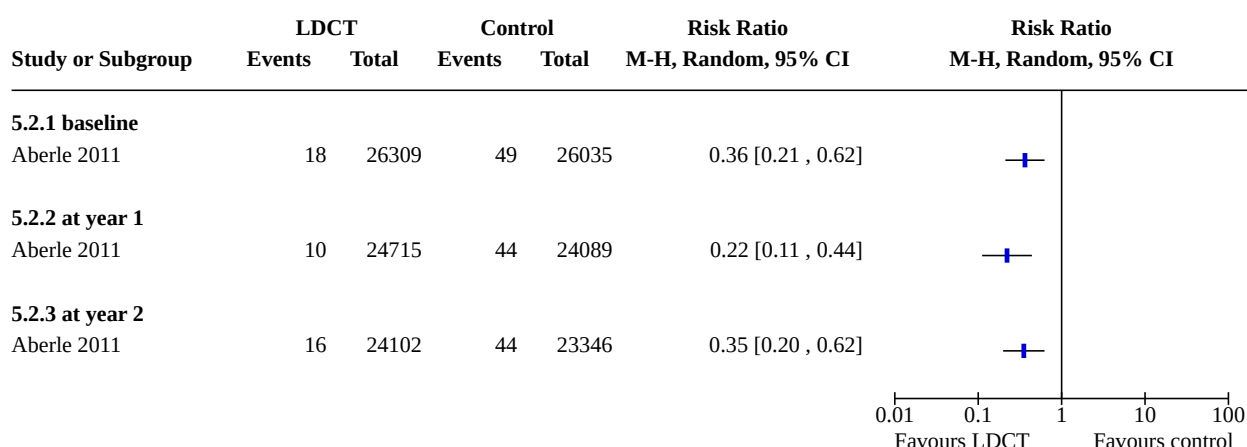 LDCT Control Risk Ratio Risk Ratio
Study or Subgroup Events Total Events Total M-H, Random, 95% CI M-H, Random, 95% CI
5.2.1 baseline
Aberle 2011 18 26309 49 26035 0.36 [0.21 , 0.62]
5.2.2 at year 1
Aberle 2011 10 24715 44 24089 0.22 [0.11 , 0.44]
5.2.3 at year 2
Aberle 2011 16 24102 44 23346 0.35 [0.20 , 0.62]
0.01 0.1 1 10 100
Favours LDCT Favours control